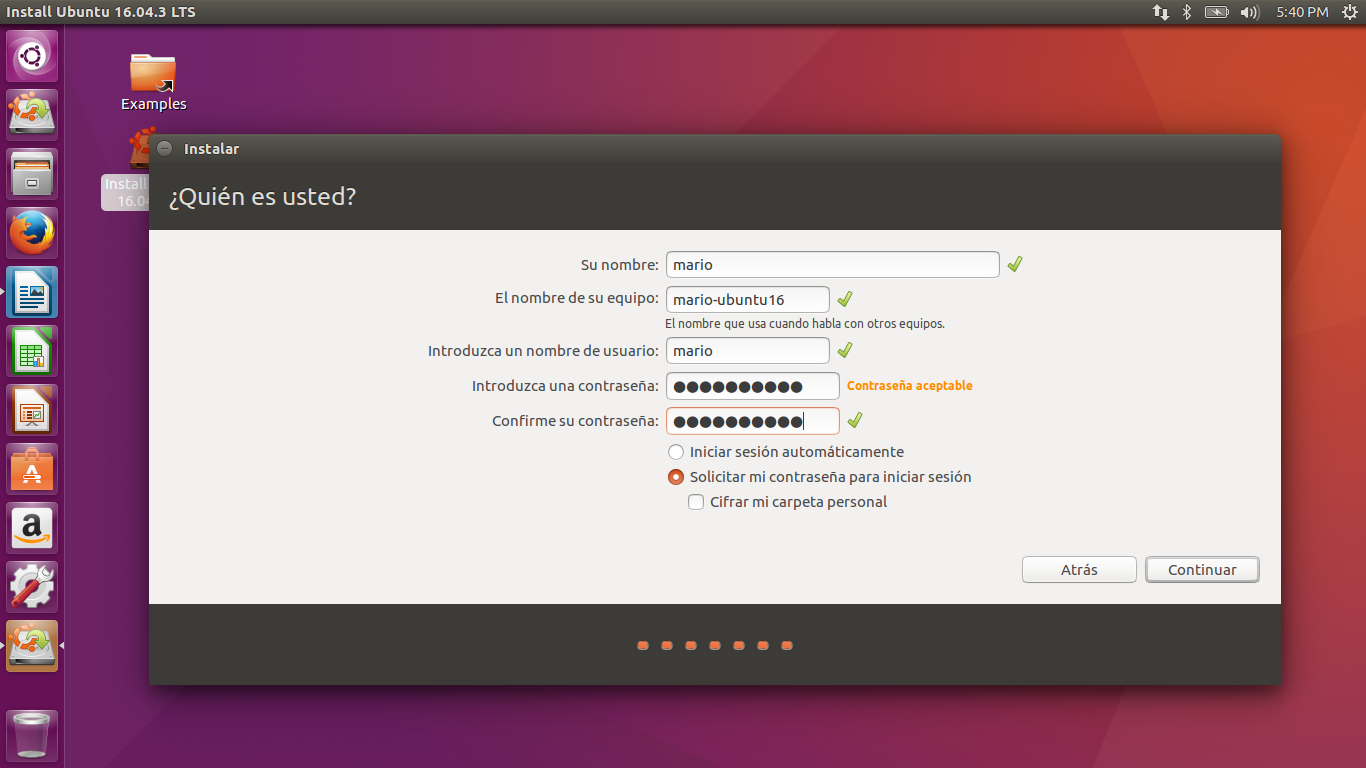 Install Ubuntu 16.04.3 LTS
5:40 PM
Examples
Install
16.04
Instalar
¿Quién es usted?
Su nombre: mario
El nombre de su equipo: mario-ubuntu16
El nombre que usa cuando habla con otros equipos.
Introduzca un nombre de usuario: mario
Introduzca una contraseña: ●●●●●●●●●● Contraseña aceptable
Confirme su contraseña: ●●●●●●●●●●
Iniciar sesión automáticamente
Solicitar mi contraseña para iniciar sesión
Cifrar mi carpeta personal
Atrás
Continuar